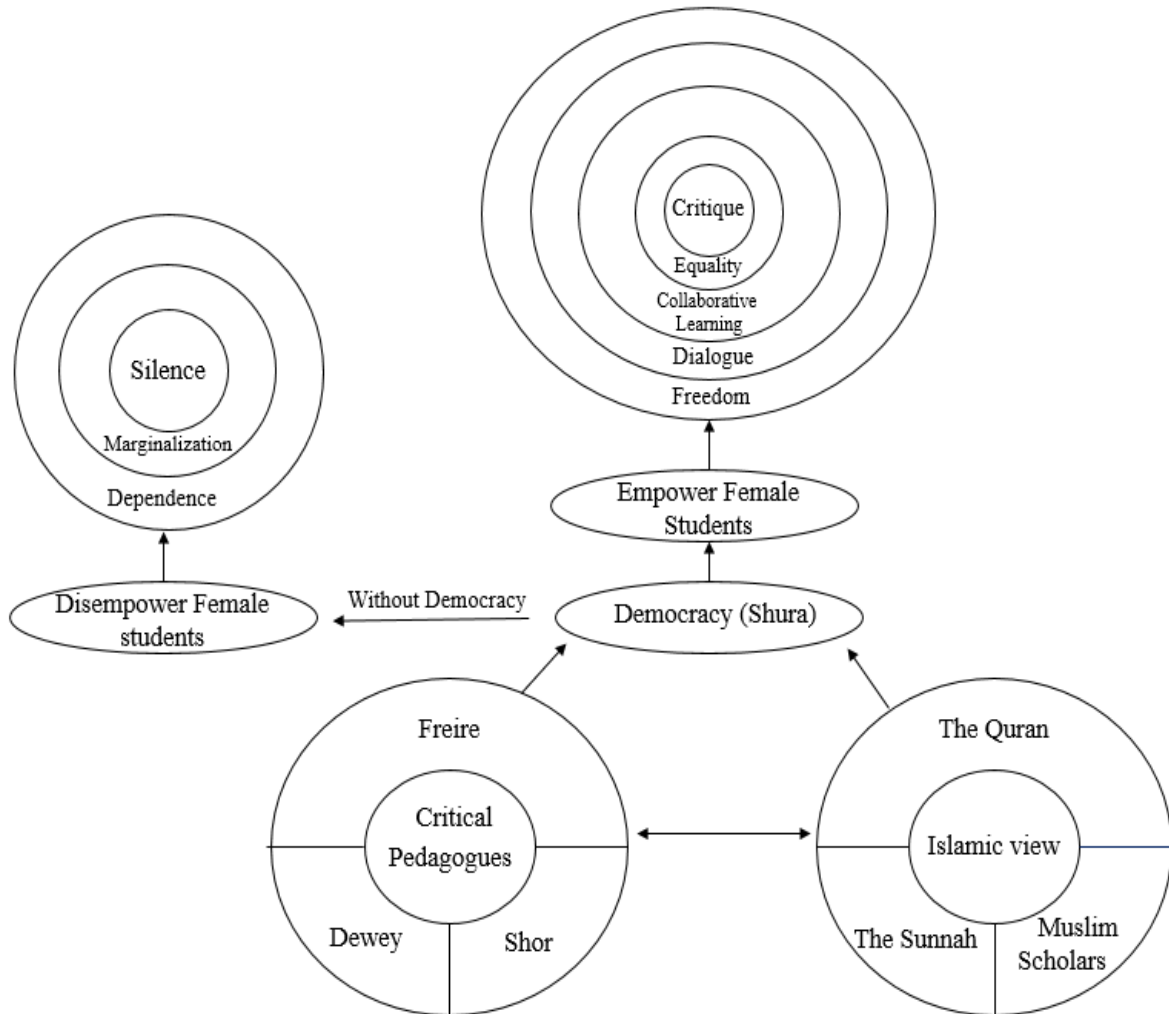 Critique
Equality
Collaborative
Learning
Dialogue
Freedom
Silence
Marginalization
Dependence
Empower Female
Students
Disempower Female
students
Without Democracy
Democracy (Shura)
Freire
Critical
Pedagogues
Dewey
Shor
The Quran
Islamic view
The Sunnah
Muslim
Scholars